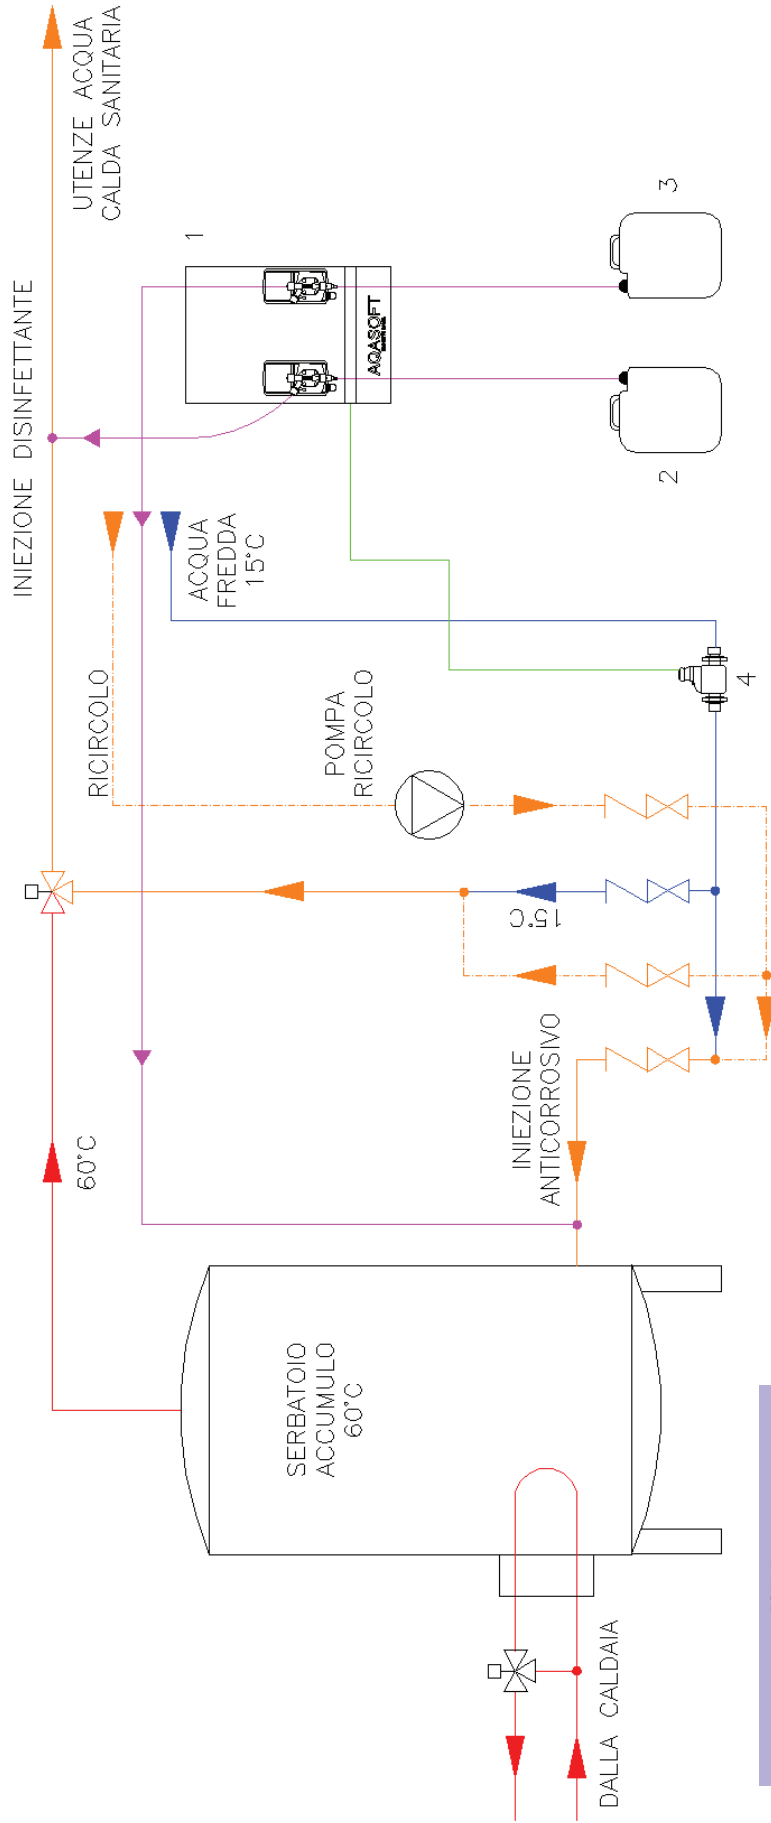 INIEZIONE DISINFETTANTE
UTENZE ACQUA
CALDA SANITARIA
60°C
RICIRCOLO
ACQUA
FREDDA
15°C
1
AQASOFT
POMPA
RICIRCOLO
15°C
INIEZIONE
ANTICORROSIVO
SERBATOIO
ACCUMULO
60°C
DALLA CALDAIA
4
2
3